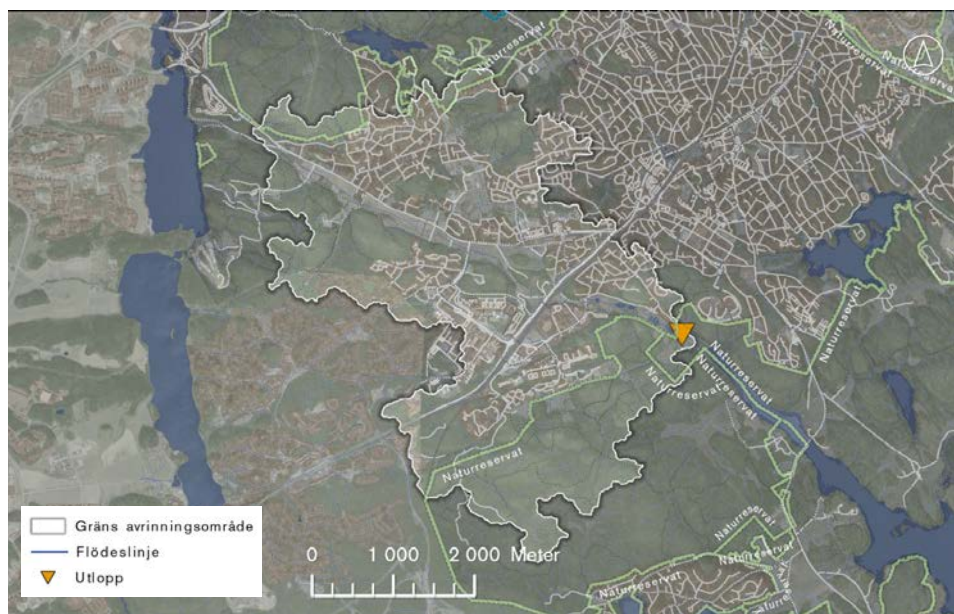 Naturreservat
Naturreservat
Naturreservat
Naturreservat
Naturreservat
Naturreservat
Naturreservat
Naturreservat
Naturreservat
Naturreservat
Naturreservat
Gräns avrinningsområde
Flödeslinje
Utlopp
0 1 000 2 000 Meter